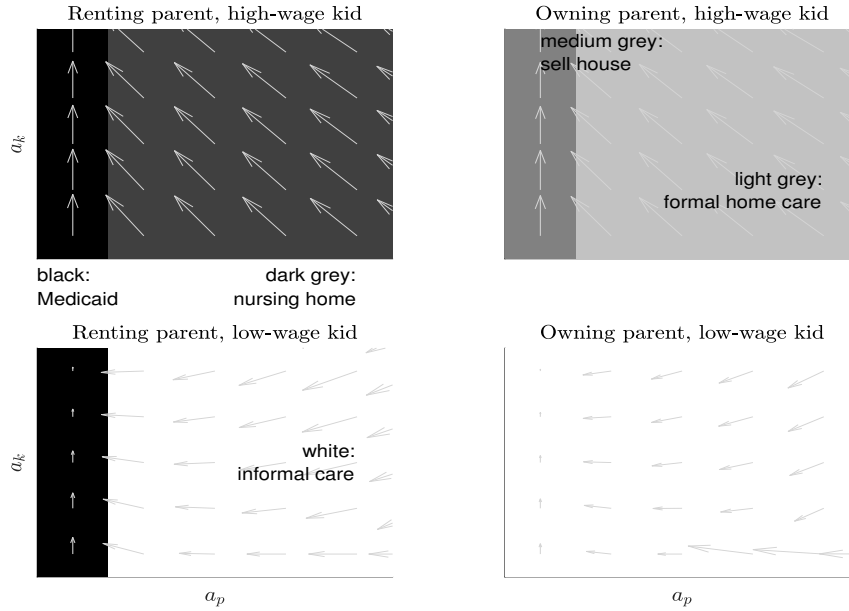 Renting parent, high-wage kid
Owning parent, high-wage kid
medium grey:
sell house
a_k
light grey:
formal home care
black:
Medicaid
dark grey:
nursing home
Renting parent, low-wage kid
Owning parent, low-wage kid
a_k
white:
informal care
a_p
a_p